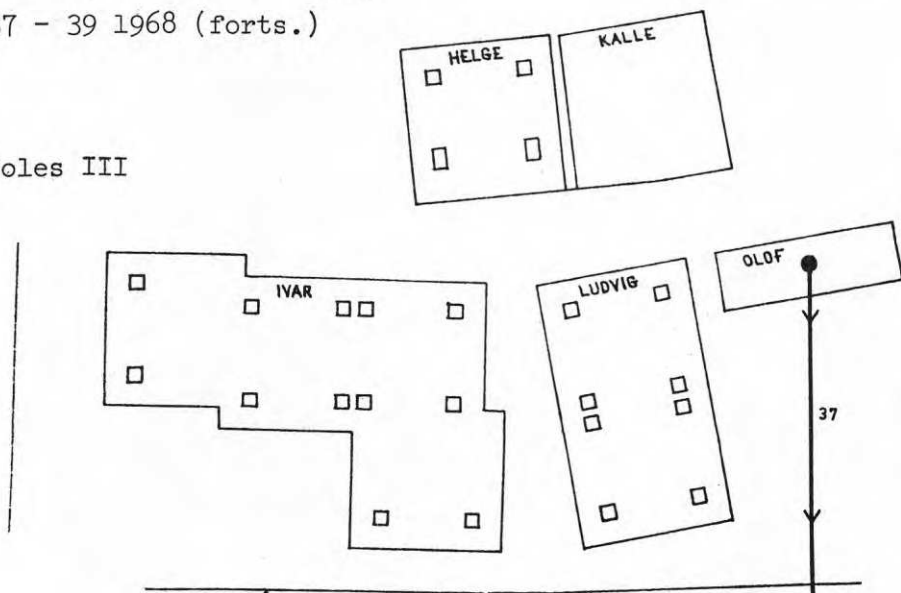 7 - 39 1968 (forts.)
KALLE
HELGE
oles III
OLOF
LUDVIG
IVAR
37